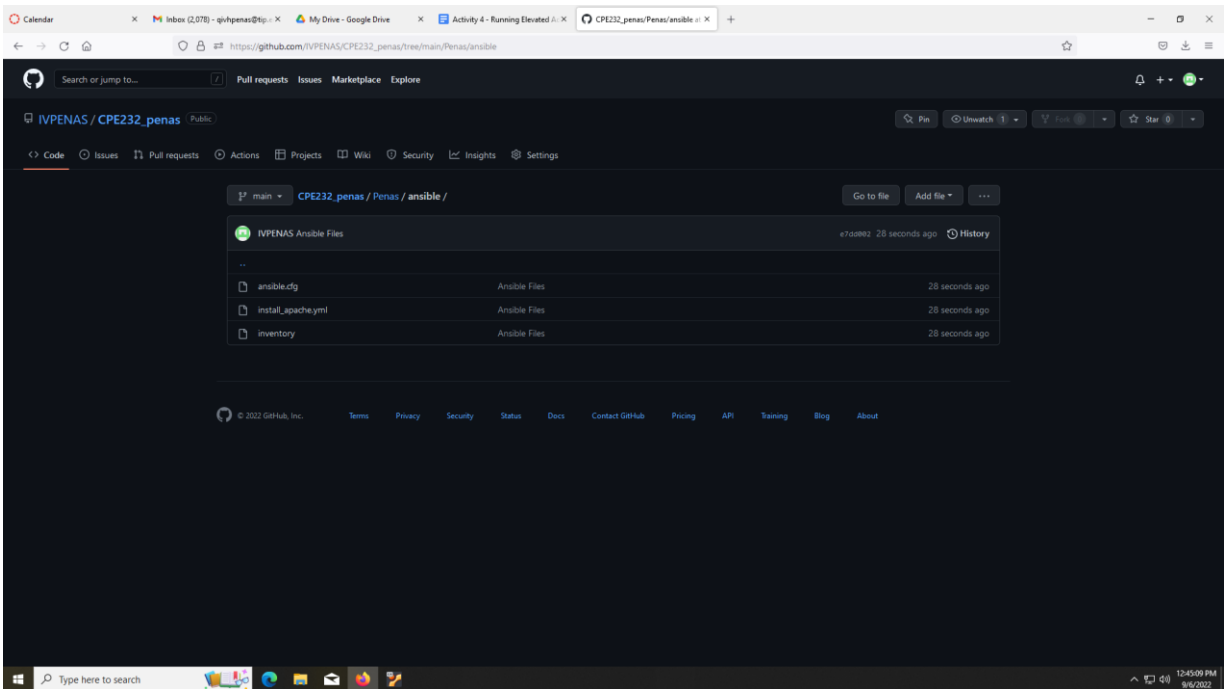 Calendar Inbox (2,078) - qivhpenas@tip. My Drive - Google Drive Activity 4 - Running Elevated Ad CPE232_penas/Penas/ansible at
https://github.com/IVPENAS/CPE232_penas/tree/main/Penas/ansible
Search or jump to... / Pull requests Issues Marketplace Explore
IVPENAS / CPE232_penas Public Pin Unwatch 1 Fork 0 Star 0
<> Code Issues Pull requests Actions Projects Wiki Security Insights Settings
main CPE232_penas / Penas / ansible / Go to file Add file ...
IVPENAS Ansible Files 28 seconds ago History
..
ansible.cfg Ansible Files 28 seconds ago
install_apache.yml Ansible Files 28 seconds ago
inventory Ansible Files 28 seconds ago
© 2022 GitHub, Inc. Terms Privacy Security Status Docs Contact GitHub Pricing API Training Blog About
Type here to search 12:45:09 PM
9/6/2022